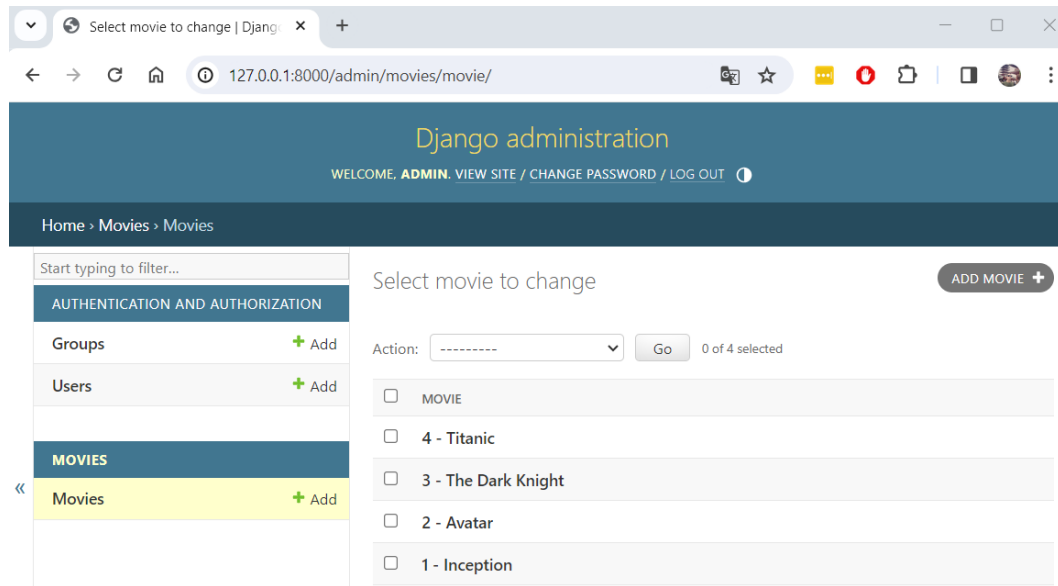 Select movie to change | Djang
127.0.0.1:8000/admin/movies/movie/
Django administration
WELCOME, ADMIN. VIEW SITE / CHANGE PASSWORD / LOG OUT
Home › Movies › Movies
Start typing to filter...
AUTHENTICATION AND AUTHORIZATION
Groups + Add
Users + Add
MOVIES
Movies + Add
«
Select movie to change
ADD MOVIE +
Action: --------- Go 0 of 4 selected
MOVIE
4 - Titanic
3 - The Dark Knight
2 - Avatar
1 - Inception